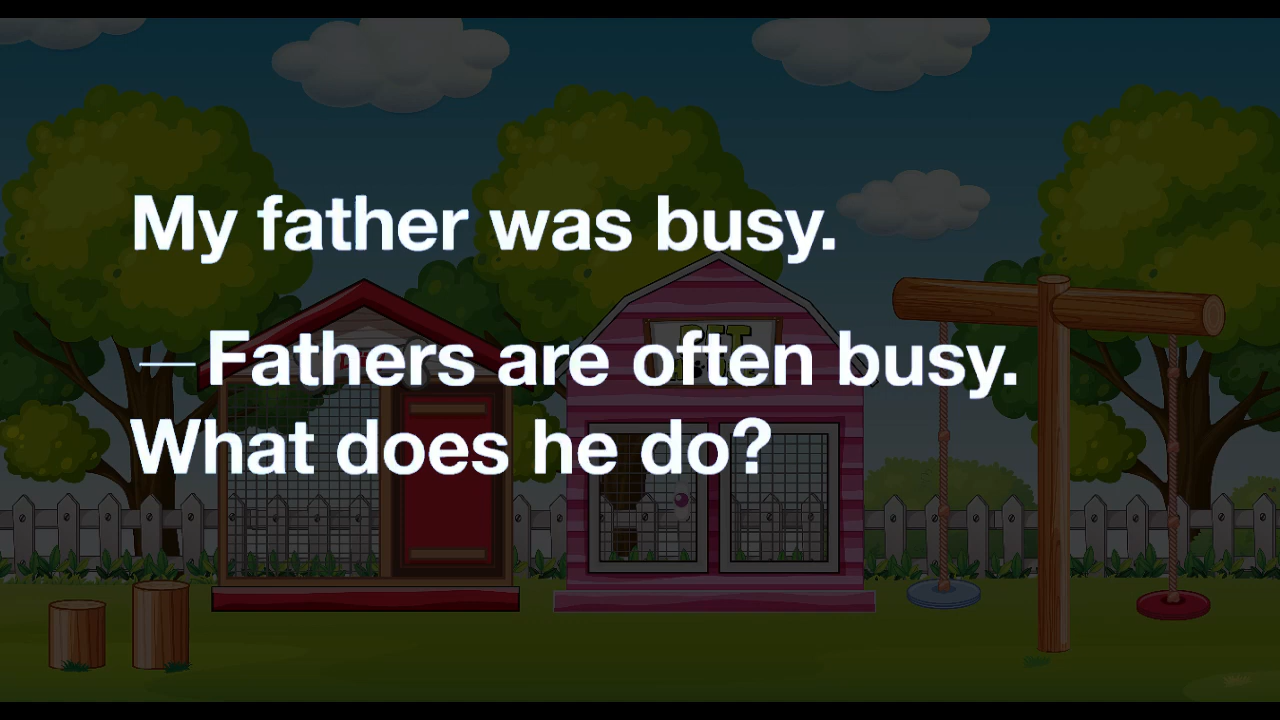 My father was busy.
—Fathers are often busy.
What does he do?